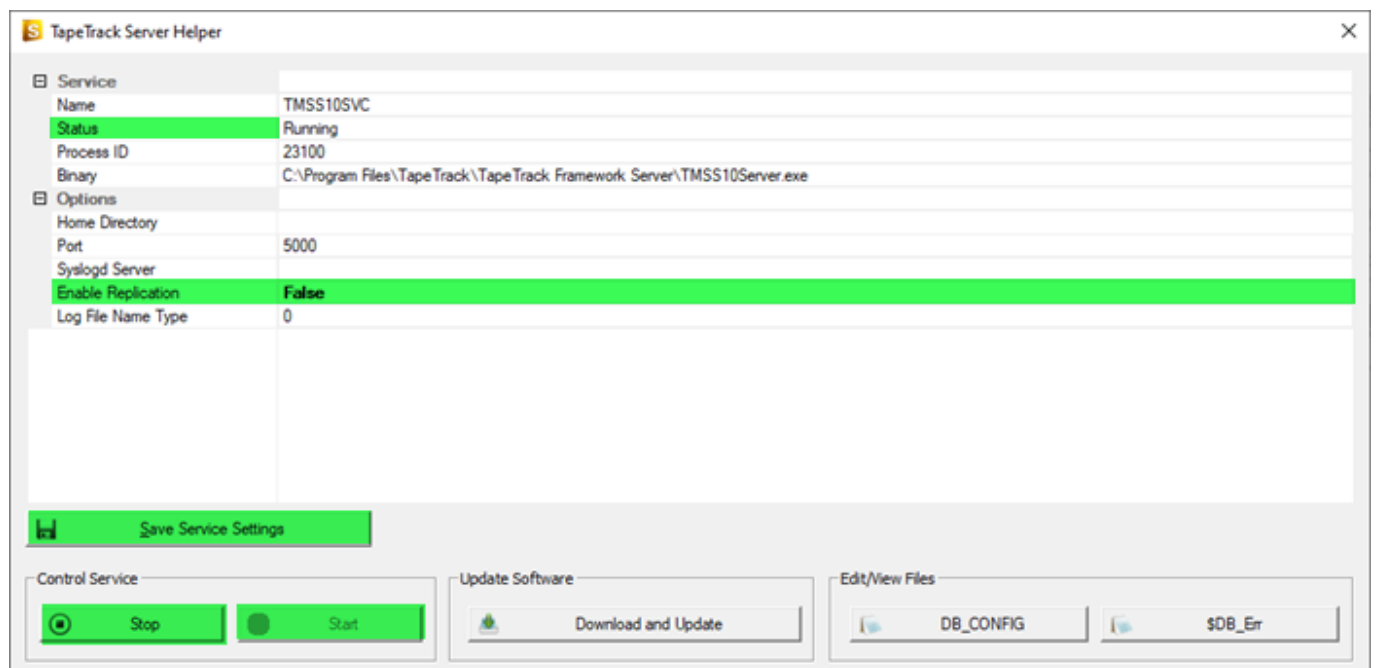 TapeTrack Server Helper
Service
Name TMSS10SVC
Status Running
Process ID 23100
Binary C:\Program Files\TapeTrack\TapeTrack Framework Server\TMSS10Server.exe
Options
Home Directory
Port 5000
Syslogd Server
Enable Replication False
Log File Name Type 0
Save Service Settings
Control Service Update Software Edit/View Files
Stop Start Download and Update DB_CONFIG $DB_Err